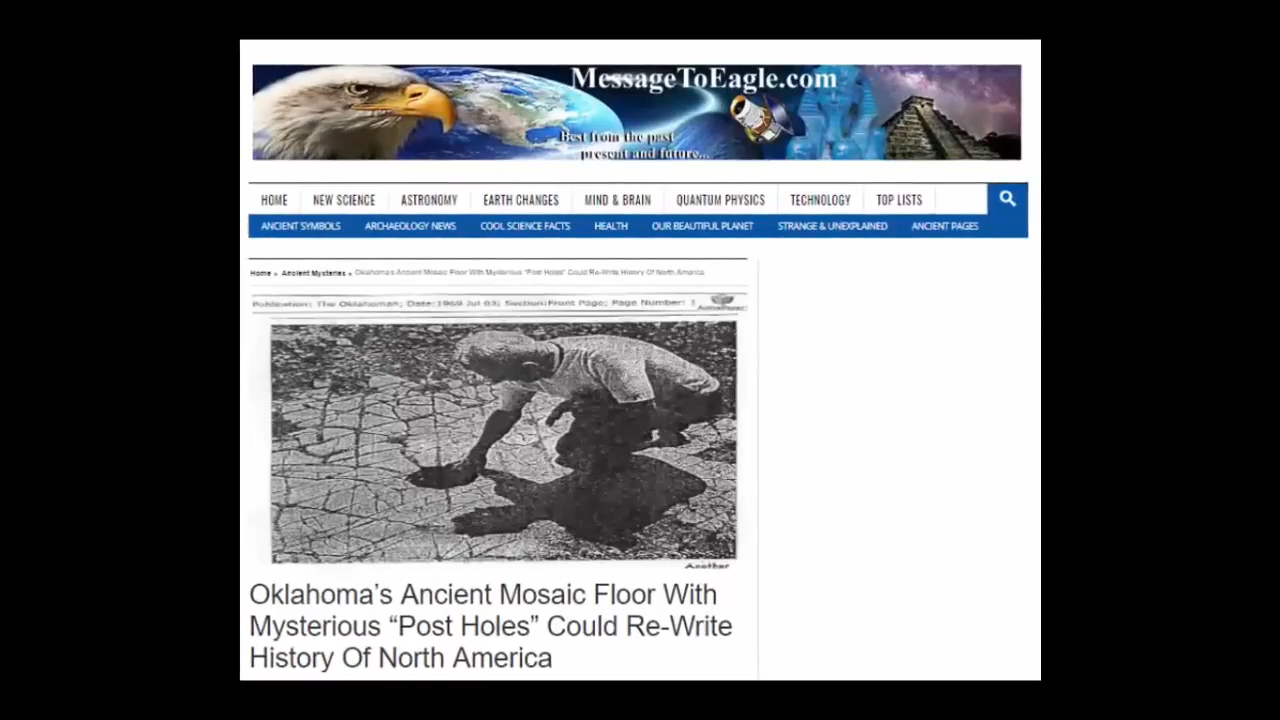 MessageToEagle.com
Best from the past
present and future...
HOME NEW SCIENCE ASTRONOMY EARTH CHANGES MIND & BRAIN QUANTUM PHYSICS TECHNOLOGY TOP LISTS
ANCIENT SYMBOLS ARCHAEOLOGY NEWS COOL SCIENCE FACTS HEALTH OUR BEAUTIFUL PLANET STRANGE & UNEXPLAINED ANCIENT PAGES
Home » Ancient Mysteries » Oklahoma's Ancient Mosaic Floor With Mysterious "Post Holes" Could Re-Write History Of North America
Publication: The Oklahoman; Date:1969 Jul 03; Section:Front Page; Page Number: 1
Another
Oklahoma's Ancient Mosaic Floor With
Mysterious "Post Holes" Could Re-Write
History Of North America